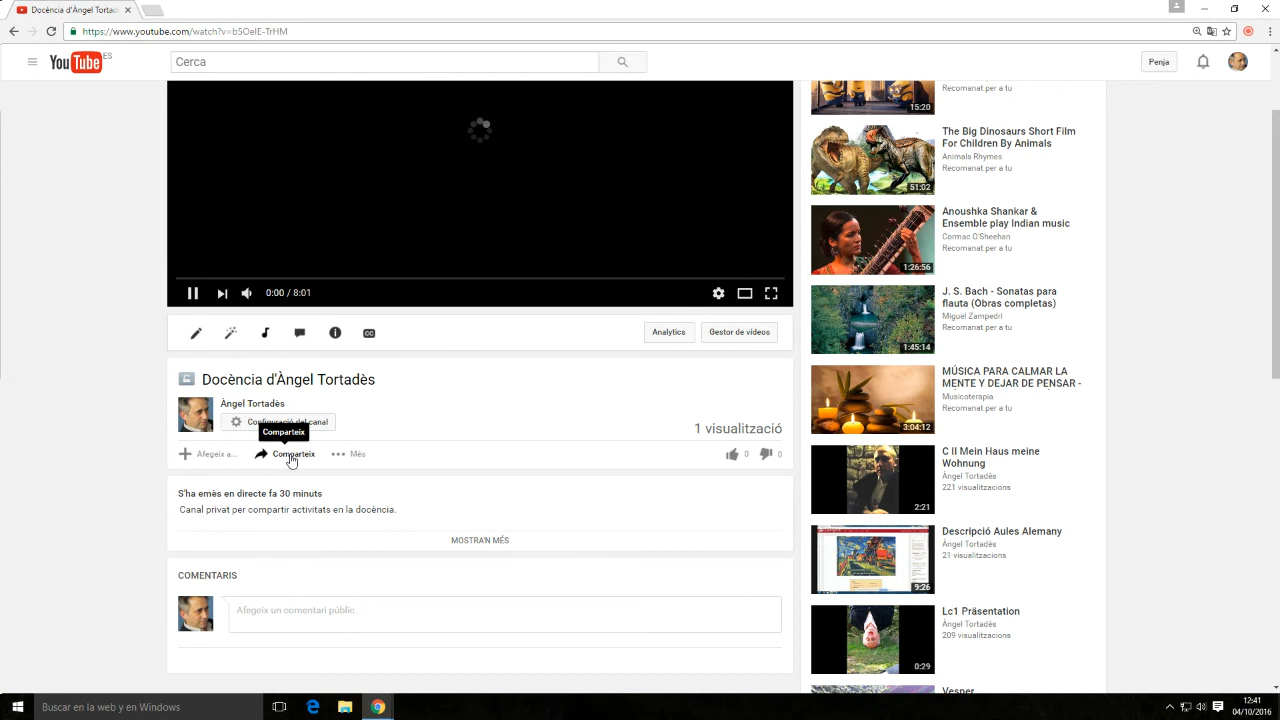 Docència d'Àngel Tortad
https://www.youtube.com/watch?v=b5OeIE-TrHM
YouTube ES
Cerca
Penja
0:00 / 8:01
CC
Analytics
Gestor de vídeos
Docència d'Àngel Tortadès
Àngel Tortadès
Configuració del canal
Comparteix
1 visualització
Afegeix a...
Comparteix
Més
0
0
S'ha emès en directe fa 30 minuts
Canal privat per compartir activitats en la docència.
MOSTRA'N MÉS
COMENTARIS
Afegeix un comentari públic...
15:20
Recomanat per a tu
51:02
The Big Dinosaurs Short Film
For Children By Animals
Animals Rhymes
Recomanat per a tu
1:26:56
Anoushka Shankar &
Ensemble play Indian music
Cormac O'Sheehan
Recomanat per a tu
1:45:14
J. S. Bach - Sonatas para
flauta (Obras completas)
Miguel Zampedri
Recomanat per a tu
3:04:12
MÚSICA PARA CALMAR LA
MENTE Y DEJAR DE PENSAR -
Musicoterapia
Recomanat per a tu
2:21
C II Mein Haus meine
Wohnung
Àngel Tortadès
221 visualitzacions
9:26
Descripció Aules Alemany
Àngel Tortadès
21 visualitzacions
0:29
Lc1 Präsentation
Àngel Tortadès
209 visualitzacions
Vesper
Buscar en la web y en Windows
12:41
04/10/2016